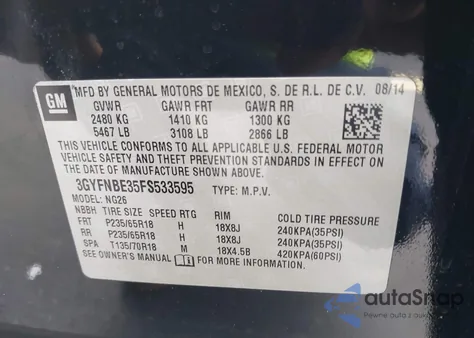 GM
MFD BY GENERAL MOTORS DE MEXICO, S. DE R.L. DE C.V. 08/14
GVWR GAWR FRT GAWR RR
2480 KG 1410 KG 1300 KG
5467 LB 3108 LB 2866 LB
THIS VEHICLE CONFORMS TO ALL APPLICABLE U.S. FEDERAL MOTOR
VEHICLE SAFETY, BUMPER, AND THEFT PREVENTION STANDARDS IN EFFECT ON
THE DATE OF MANUFACTURE SHOWN ABOVE.
3GYFNBE35FS533595 TYPE: M.P.V.
MODEL: NG26
NBBH TIRE SIZE SPEED RTG RIM COLD TIRE PRESSURE
FRT P235/65R18 H 18X8J 240KPA(35PSI)
RR P235/65R18 H 18X8J 240KPA(35PSI)
SPA T135/70R18 M 18X4.5B 420KPA(60PSI)
SEE OWNER'S MANUAL FOR ADDITIONAL INFORMATION.
autoSnap
Pewne auto z